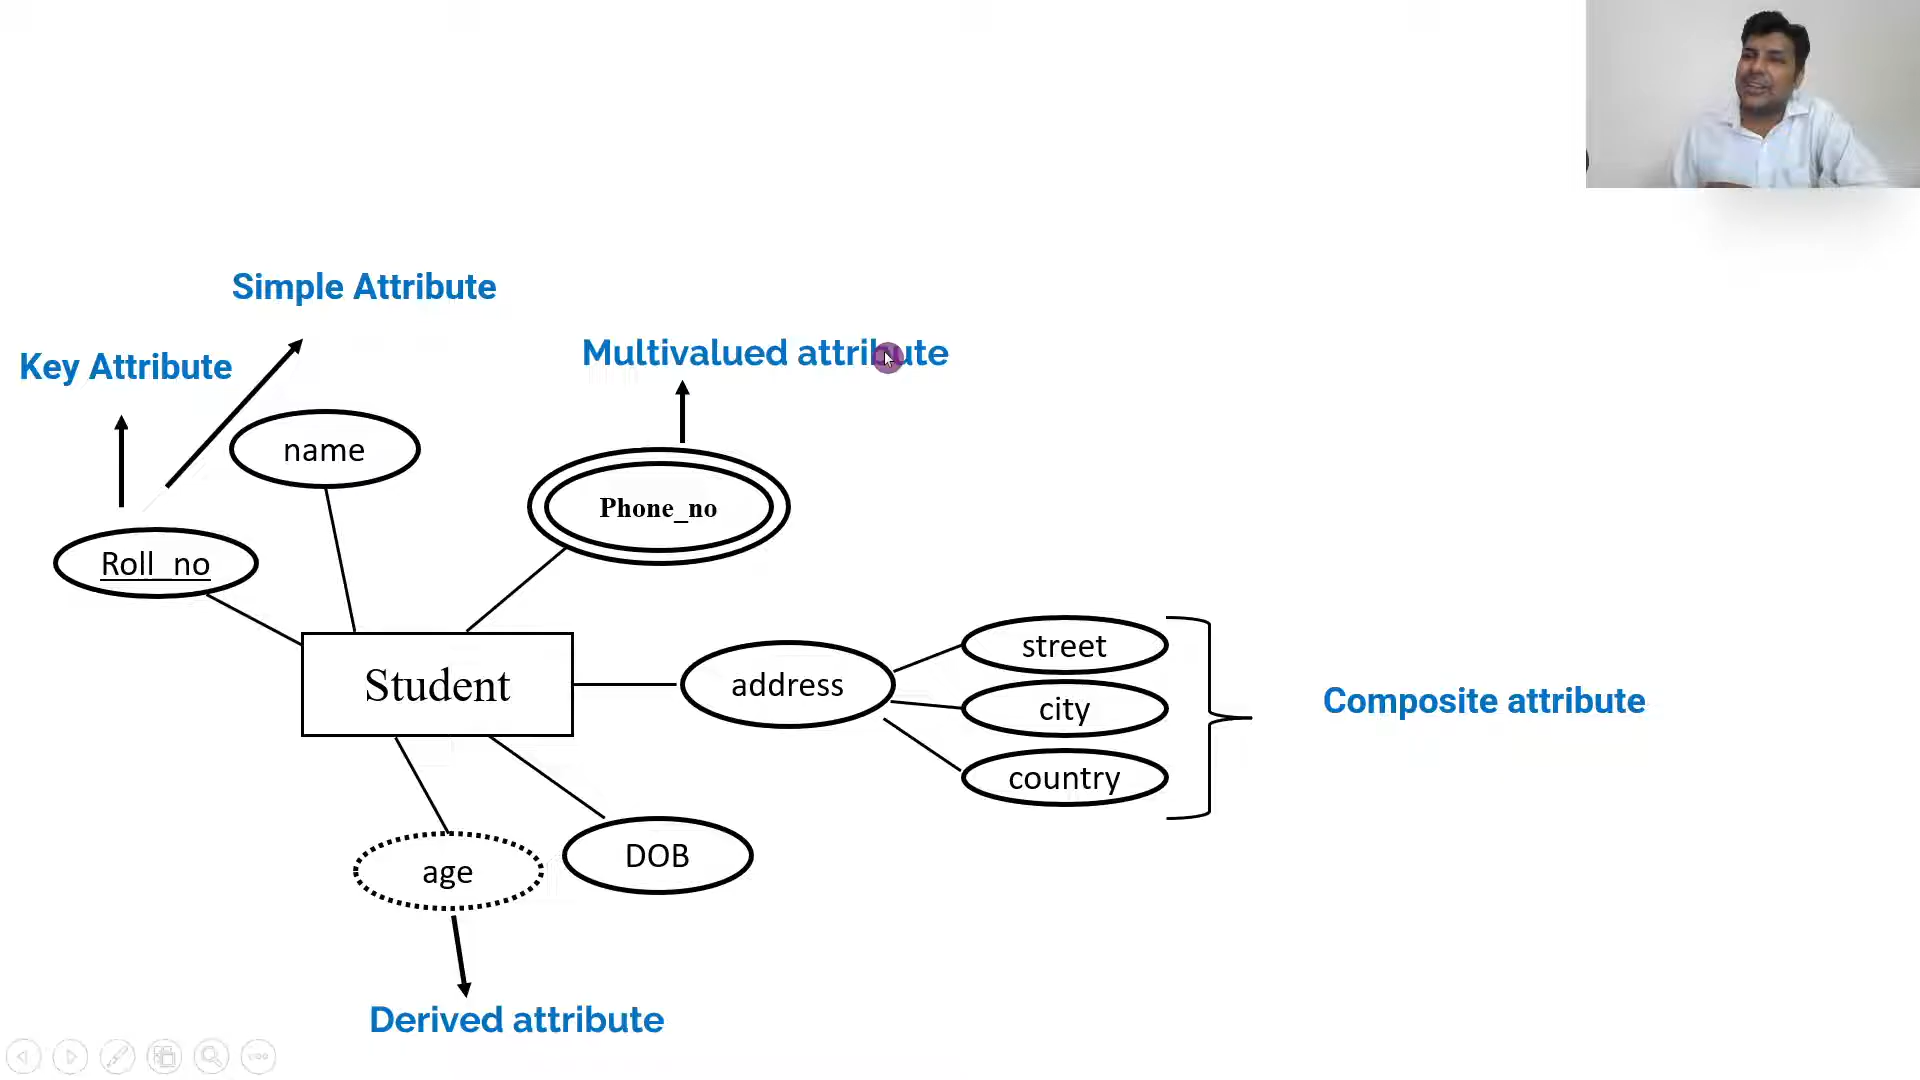 Simple Attribute
Key Attribute
Multivalued attribute
name
Phone_no
Roll_no
Student
address
street
city
country
Composite attribute
age
DOB
Derived attribute